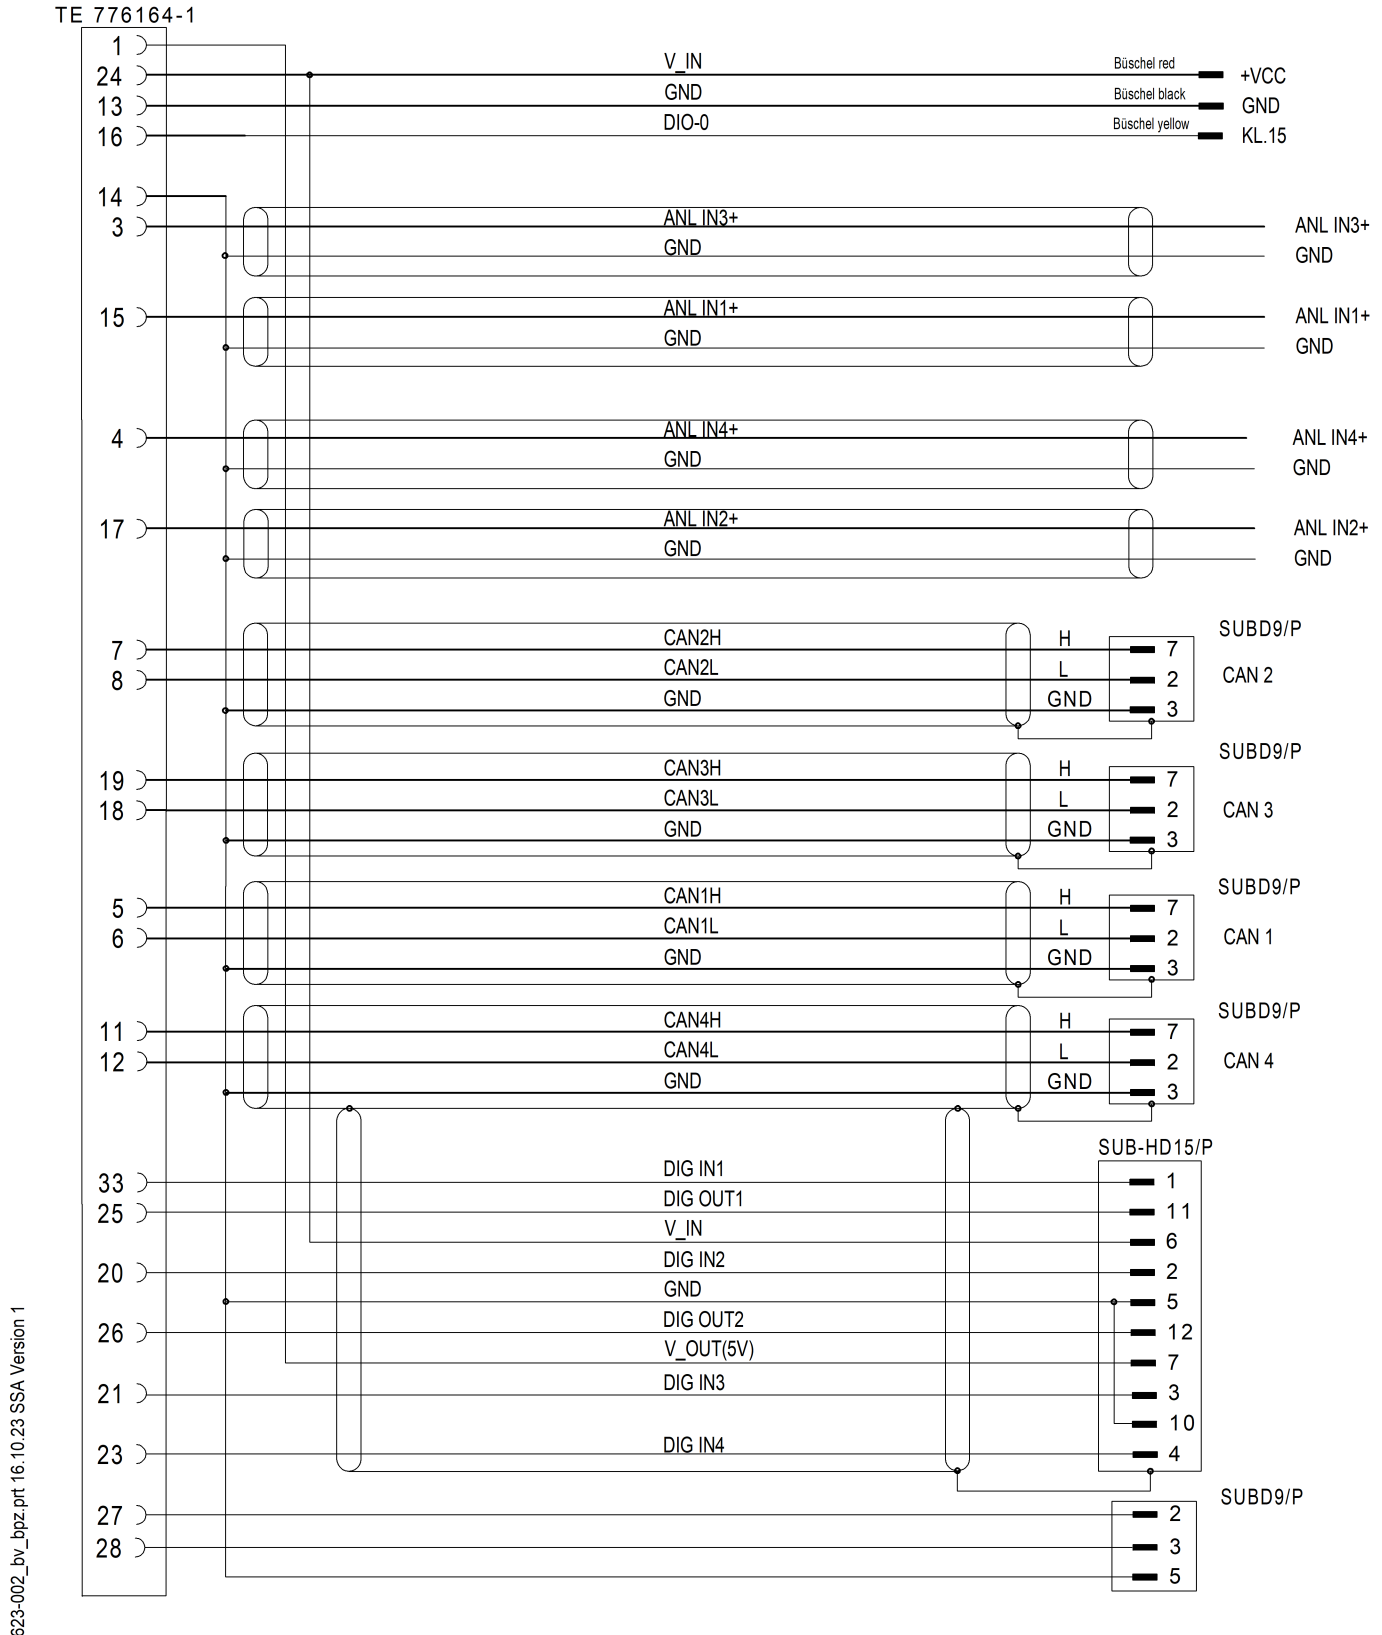 TE 776164-1
1
24 V_IN Büschel red +VCC
13 GND Büschel black GND
16 DIO-0 Büschel yellow KL.15
14
3 ANL IN3+ ANL IN3+
GND GND
15 ANL IN1+ ANL IN1+
GND GND
4 ANL IN4+ ANL IN4+
GND GND
17 ANL IN2+ ANL IN2+
GND GND
SUBD9/P
7 CAN2H H 7
8 CAN2L L 2 CAN 2
GND GND 3
SUBD9/P
19 CAN3H H 7
18 CAN3L L 2 CAN 3
GND GND 3
SUBD9/P
5 CAN1H H 7
6 CAN1L L 2 CAN 1
GND GND 3
SUBD9/P
11 CAN4H H 7
12 CAN4L L 2 CAN 4
GND GND 3
SUB-HD15/P
33 DIG IN1 1
25 DIG OUT1 11
V_IN 6
20 DIG IN2 2
GND 5
26 DIG OUT2 12
V_OUT(5V) 7
21 DIG IN3 3
10
23 DIG IN4 4
SUBD9/P
27 2
28 3
5
623-002_bv_bpz.prt 16.10.23 SSA Version 1